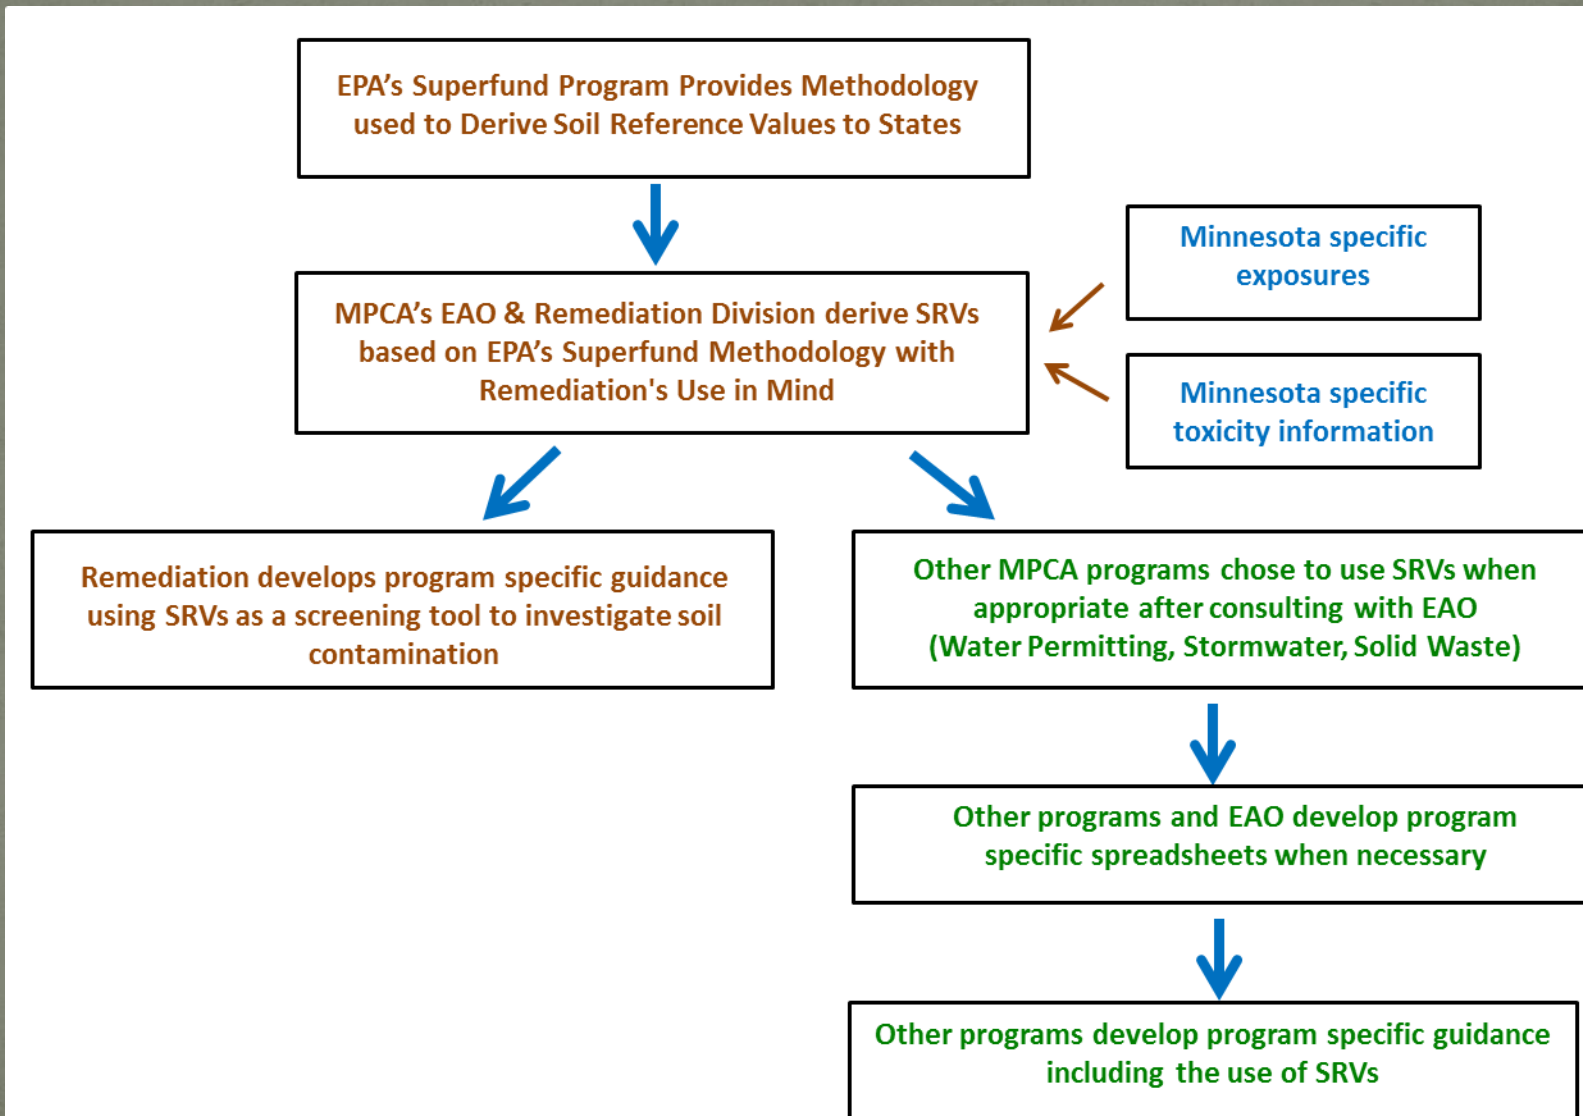 EPA’s Superfund Program Provides Methodology
used to Derive Soil Reference Values to States
Minnesota specific
exposures
MPCA’s EAO & Remediation Division derive SRVs
based on EPA’s Superfund Methodology with
Remediation's Use in Mind
Minnesota specific
toxicity information
Remediation develops program specific guidance
using SRVs as a screening tool to investigate soil
contamination
Other MPCA programs chose to use SRVs when
appropriate after consulting with EAO
(Water Permitting, Stormwater, Solid Waste)
Other programs and EAO develop program
specific spreadsheets when necessary
Other programs develop program specific guidance
including the use of SRVs